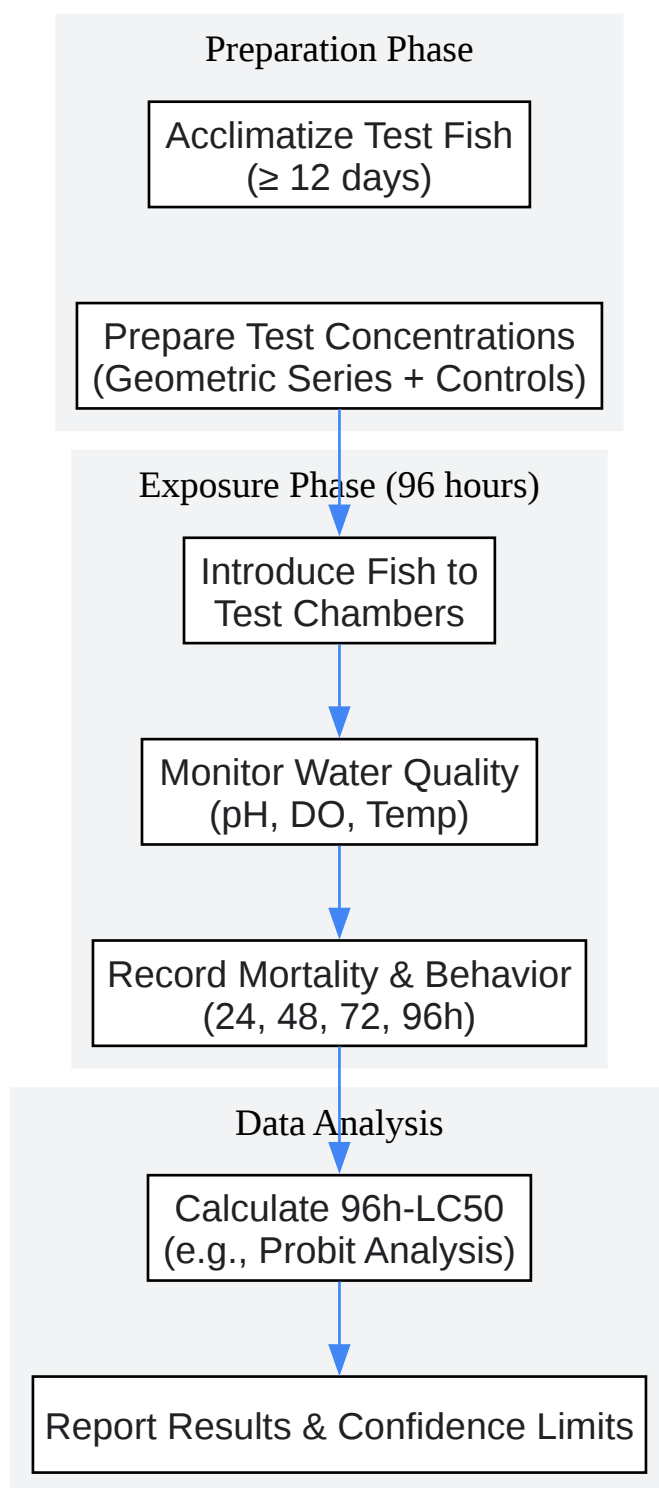 Preparation Phase
Acclimatize Test Fish
(≥ 12 days)
Prepare Test Concentrations
(Geometric Series + Controls)
Exposure Phase (96 hours)
Introduce Fish to
Test Chambers
Monitor Water Quality
(pH, DO, Temp)
Record Mortality & Behavior
(24, 48, 72, 96h)
Data Analysis
Calculate 96h-LC50
(e.g., Probit Analysis)
Report Results & Confidence Limits